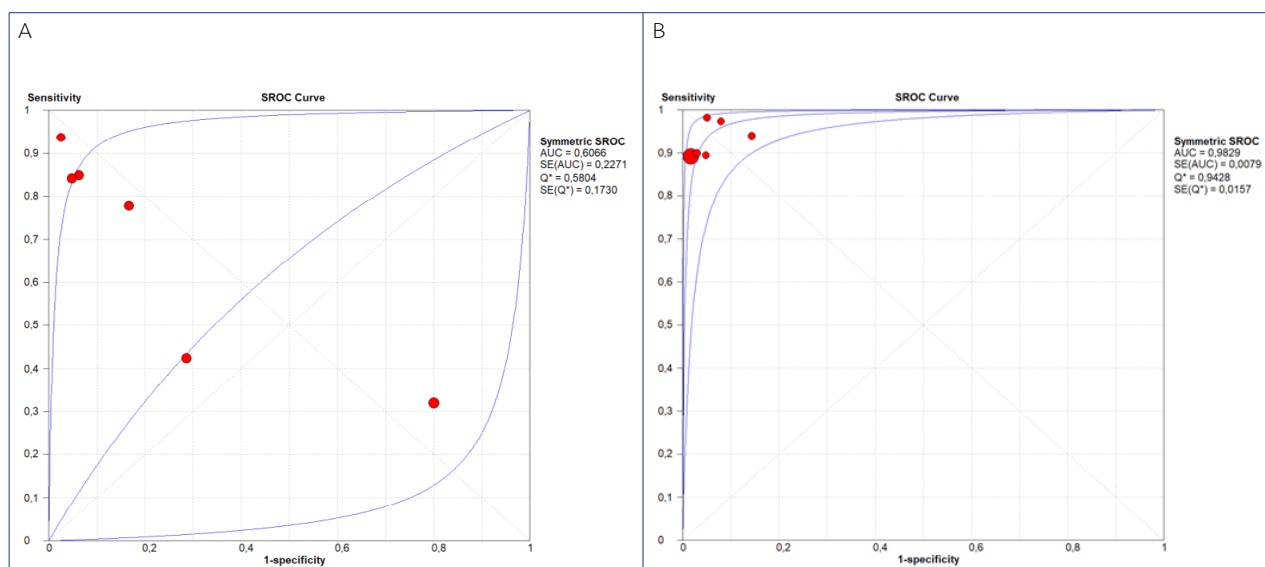 A
Sensitivity
SROC Curve
1
0,9
0,8
0,7
0,6
0,5
0,4
0,3
0,2
0,1
0
0
0,2
0,4
0,6
0,8
1
1-specificity
Symmetric SROC
AUC = 0,6066
SE(AUC) = 0,2271
Q* = 0,5804
SE(Q*) = 0,1730
B
Sensitivity
SROC Curve
1
0,9
0,8
0,7
0,6
0,5
0,4
0,3
0,2
0,1
0
0
0,2
0,4
0,6
0,8
1
1-specificity
Symmetric SROC
AUC = 0,9829
SE(AUC) = 0,0079
Q* = 0,9428
SE(Q*) = 0,0157